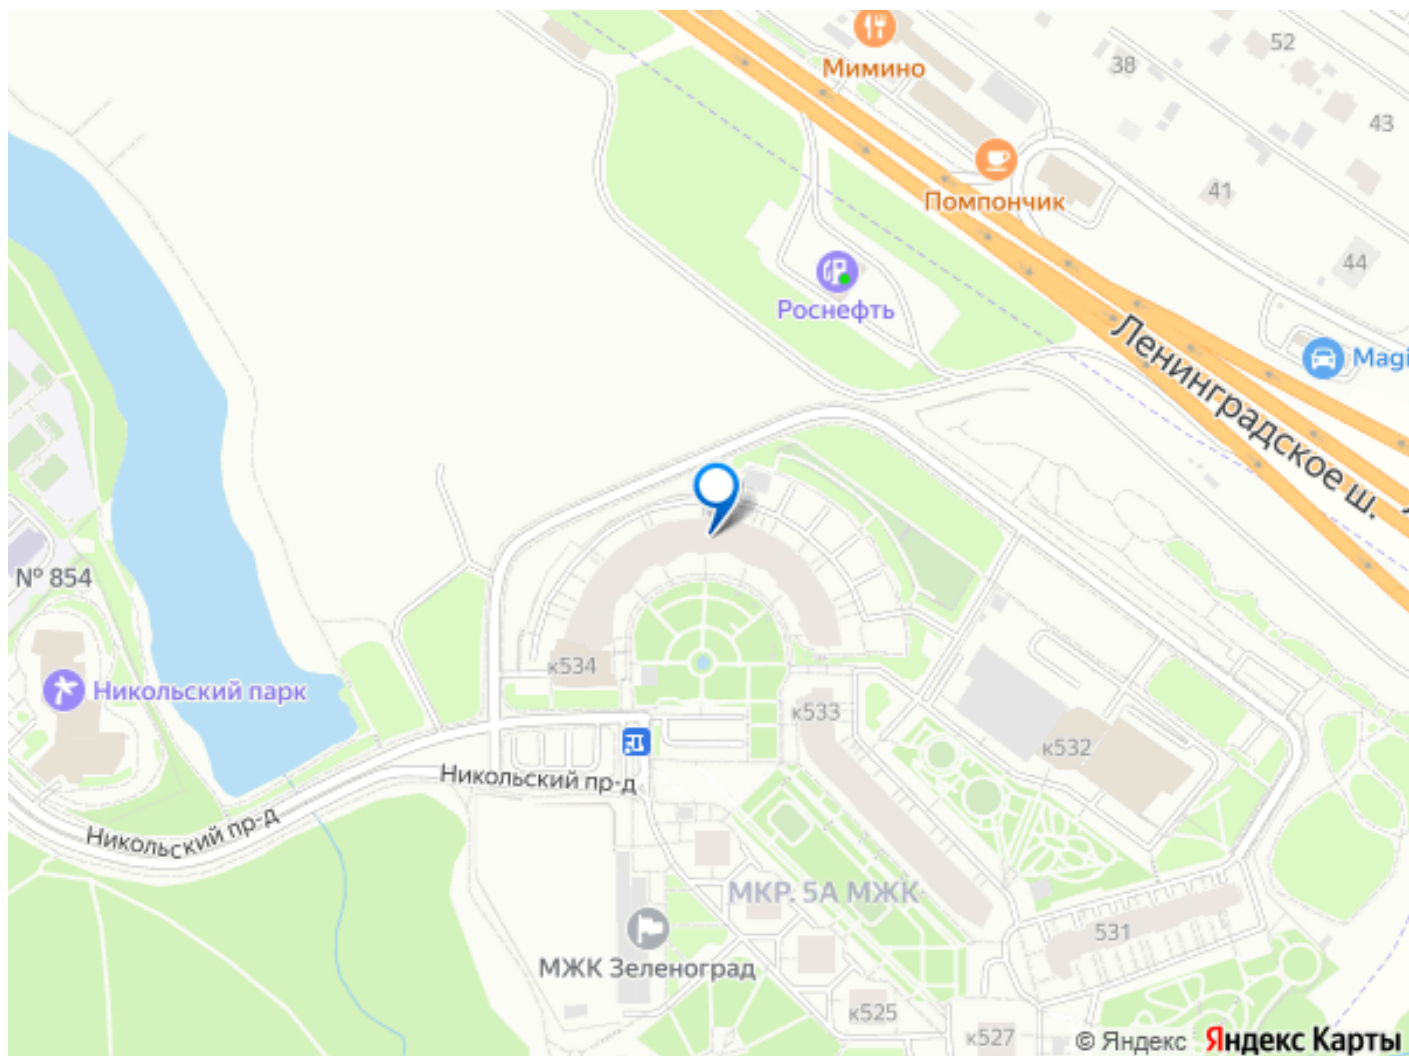 52
38
Мимино
43
41
Помпончик
44
Роснефть
Magi
Ленинградское ш.
№ 854
к534
Никольский парк
к533
к532
Никольский пр-д
Никольский пр-д
МКР. 5А МЖК
531
МЖК Зеленоград
к525
к527
© Яндекс Яндекс Карты